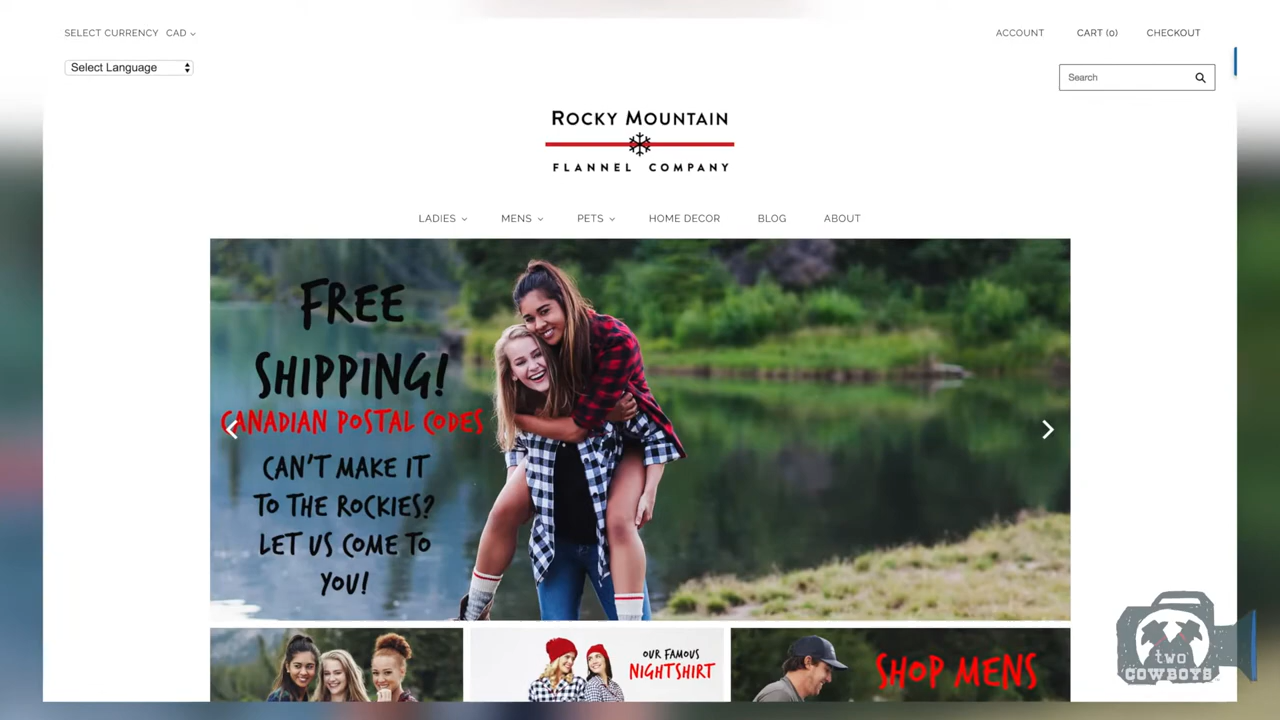 SELECT CURRENCY CAD
ACCOUNT CART (0) CHECKOUT
Select Language
Search
ROCKY MOUNTAIN
FLANNEL COMPANY
LADIES MENS PETS HOME DECOR BLOG ABOUT
FREE
SHIPPING!
CANADIAN POSTAL CODES
CAN'T MAKE IT
TO THE ROCKIES?
LET US COME TO
YOU!
OUR FAMOUS
NIGHTSHIRT
SHOP MENS
two
COWBOYS